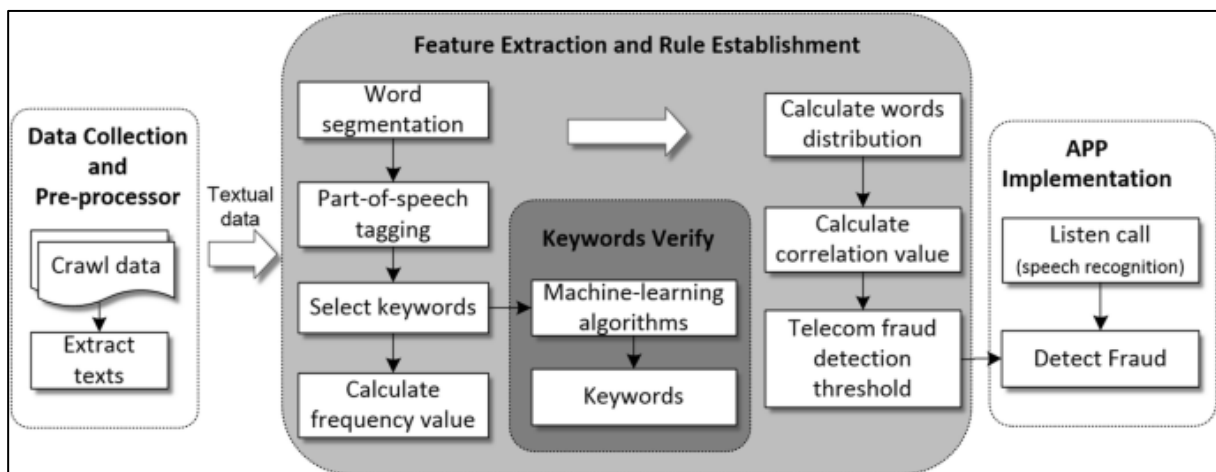 Feature Extraction and Rule Establishment
Data Collection
and
Pre-processor
Crawl data
Extract
texts
Textual
data
Word
segmentation
Part-of-speech
tagging
Select keywords
Calculate
frequency value
Keywords Verify
Machine-learning
algorithms
Keywords
Calculate words
distribution
Calculate
correlation value
Telecom fraud
detection
threshold
APP
Implementation
Listen call
(speech recognition)
Detect Fraud